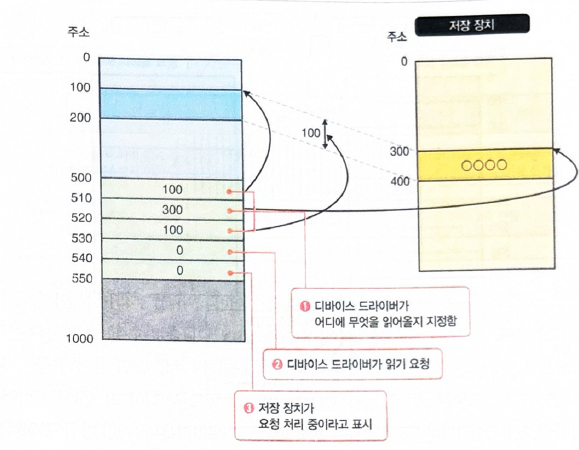 주소
0
100
200
500
510
520
530
540
550
1000
100
300
100
0
0
100
저장 장치
주소
0
300
400
○○○○
❶ 디바이스 드라이버가
어디에 무엇을 읽어올지 지정함
❷ 디바이스 드라이버가 읽기 요청
❸ 저장 장치가
요청 처리 중이라고 표시